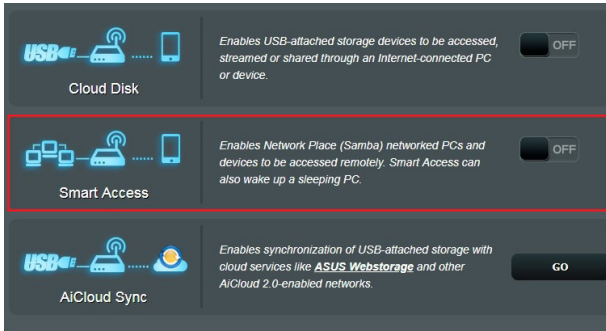 USB
Cloud Disk
Enables USB-attached storage devices to be accessed,
streamed or shared through an Internet-connected PC
or device.
OFF
Smart Access
Enables Network Place (Samba) networked PCs and
devices to be accessed remotely. Smart Access can
also wake up a sleeping PC.
OFF
USB
AiCloud Sync
Enables synchronization of USB-attached storage with
cloud services like ASUS Webstorage and other
AiCloud 2.0-enabled networks.
GO